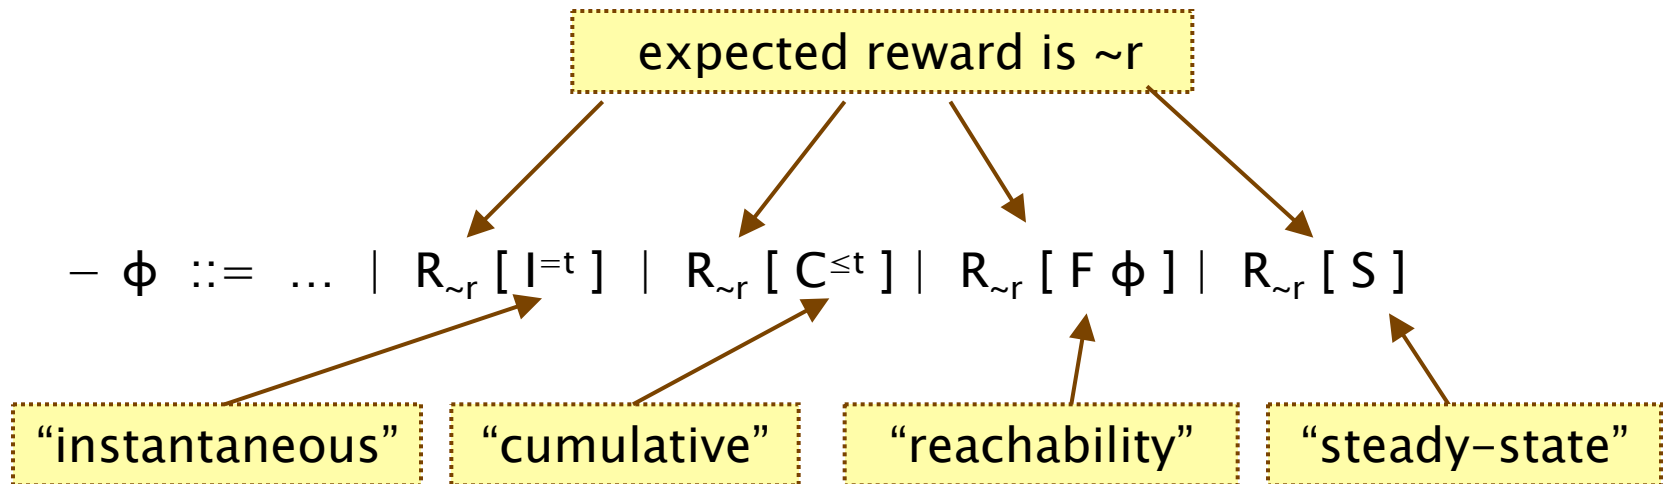 expected reward is ~r
– ϕ ::= … | R~r [ I=t ] | R~r [ C≤t ] | R~r [ F ϕ ] | R~r [ S ]
“instantaneous” “cumulative” “reachability” “steady-state”